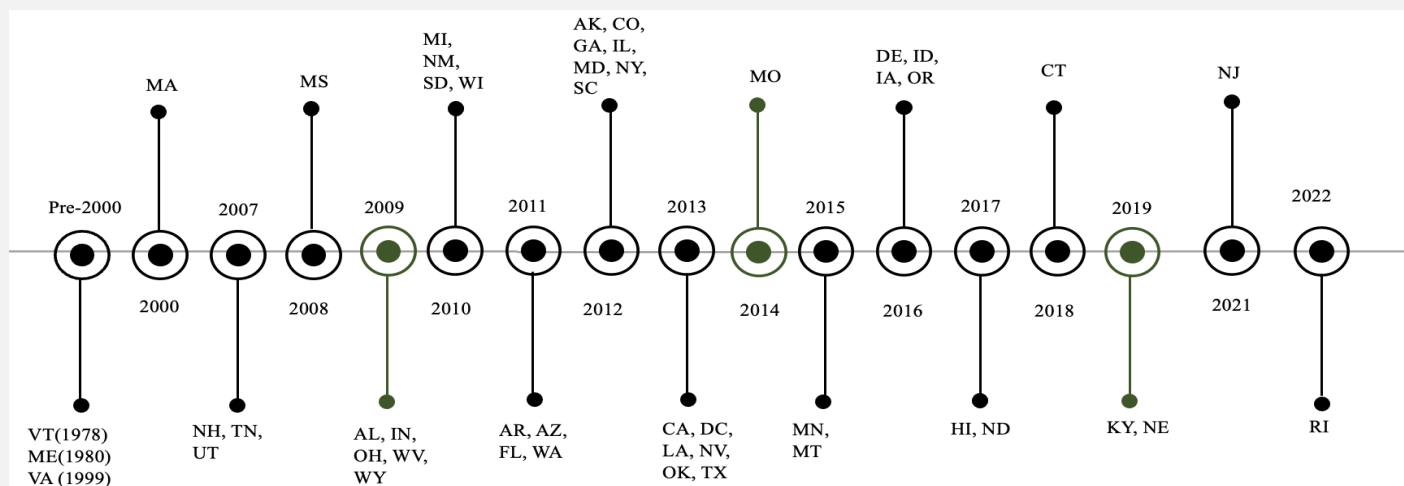 Pre-2000
VT(1978)
ME(1980)
VA (1999)
MA
2000
2007
NH, TN,
UT
MS
2008
2009
AL, IN,
OH, WV,
WY
MI,
NM,
SD, WI
2010
2011
AR, AZ,
FL, WA
AK, CO,
GA, IL,
MD, NY,
SC
2012
2013
CA, DC,
LA, NV,
OK, TX
MO
2014
2015
MN,
MT
DE, ID,
IA, OR
2016
2017
HI, ND
CT
2018
2019
KY, NE
NJ
2021
2022
RI